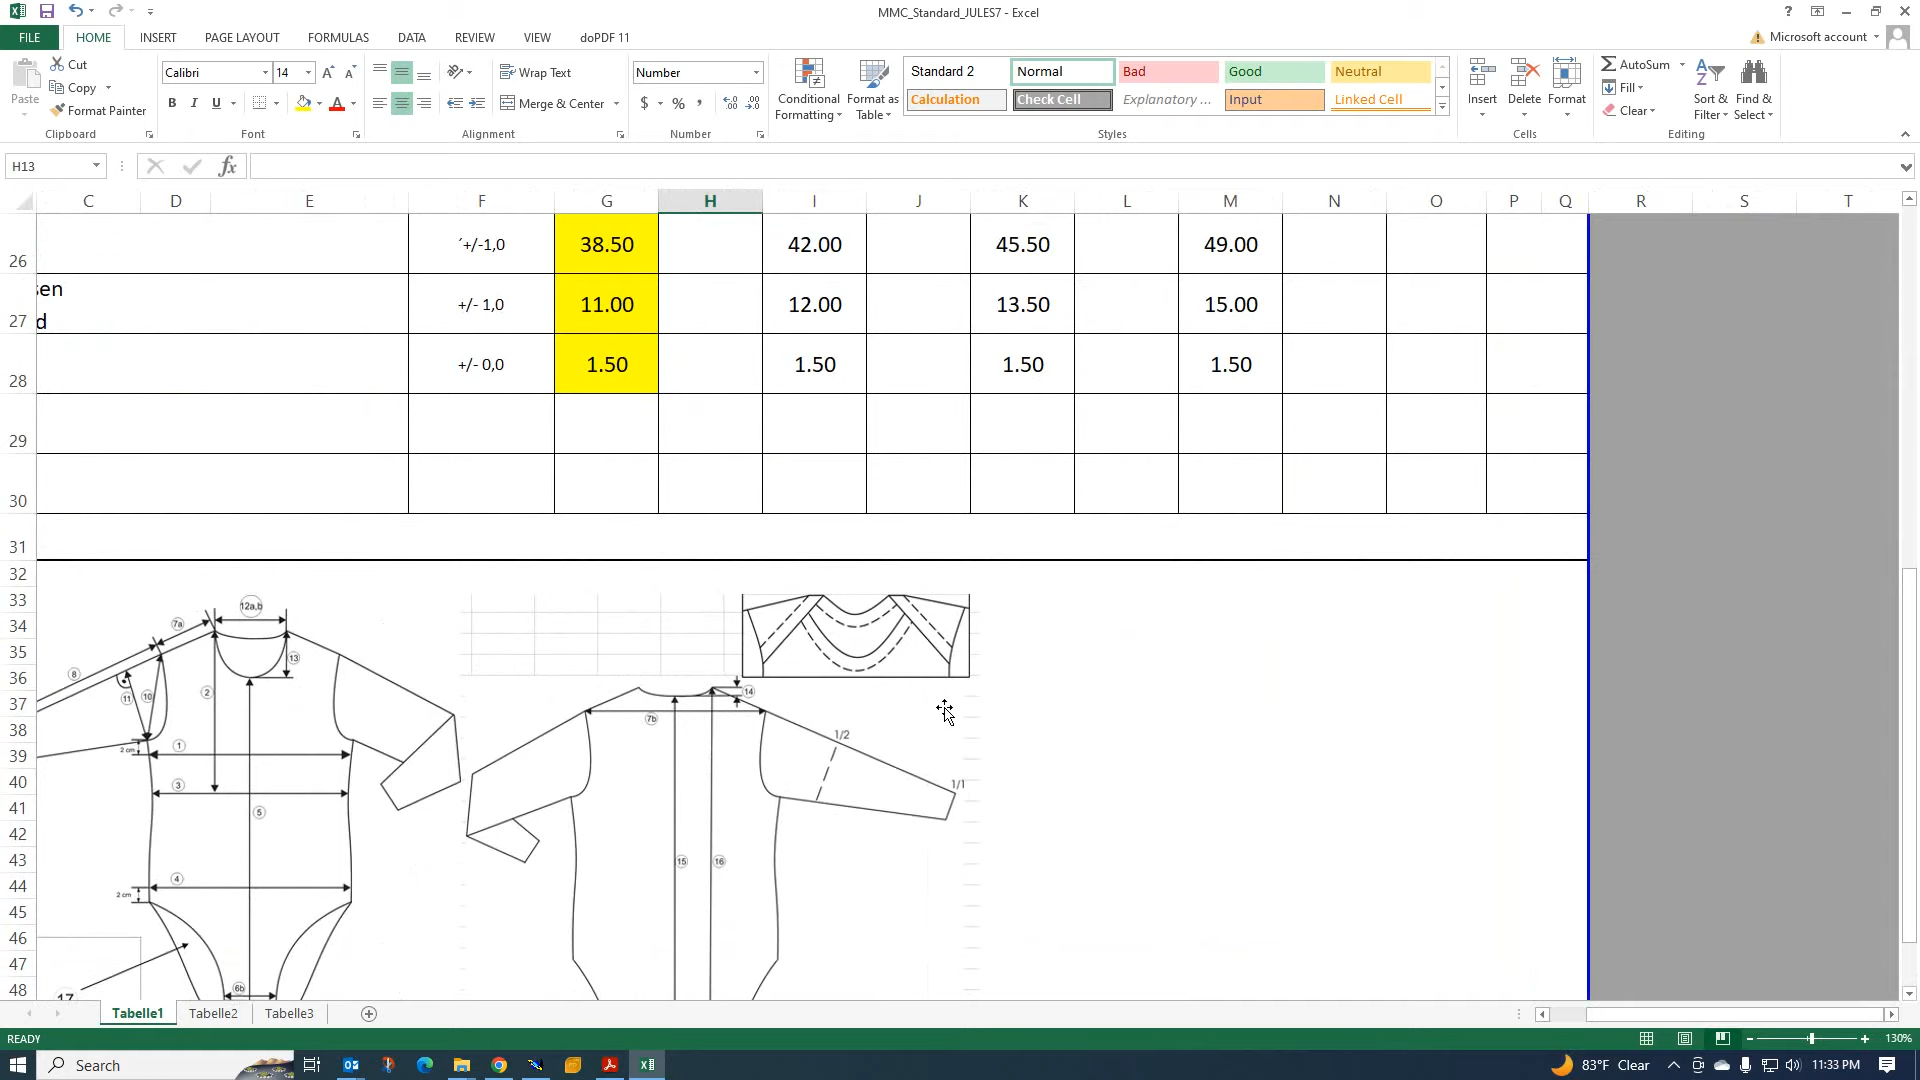 MMC_Standard_JULES7 - Excel
?
FILE HOME INSERT PAGE LAYOUT FORMULAS DATA REVIEW VIEW doPDF 11 Microsoft account
Paste Cut Copy Format Painter
Clipboard
Calibri 14
B I U
Font
Wrap Text
Merge & Center
Alignment
Number
$ %
Number
Conditional Formatting Format as Table
Standard 2 Normal Bad Good Neutral
Calculation Check Cell Explanatory ... Input Linked Cell
Styles
Insert Delete Format
Cells
AutoSum
Fill
Clear
Sort & Filter Find & Select
Editing
H13 fx
C D E F G H I J K L M N O P Q R S T
26 ´+/-1,0 38.50 42.00 45.50 49.00
sen
27 d +/- 1,0 11.00 12.00 13.50 15.00
28 +/- 0,0 1.50 1.50 1.50 1.50
29
30
31
32
33
34
35
36
37
38
39
40
41
42
43
44
45
46
47
48
12a,b
7a
13
8
11
10
2
2 cm
1
3
5
4
2 cm
6b
17
14
7b
1/2
1/1
15
16
Tabelle1 Tabelle2 Tabelle3
READY 130%
Search 83°F Clear 11:33 PM